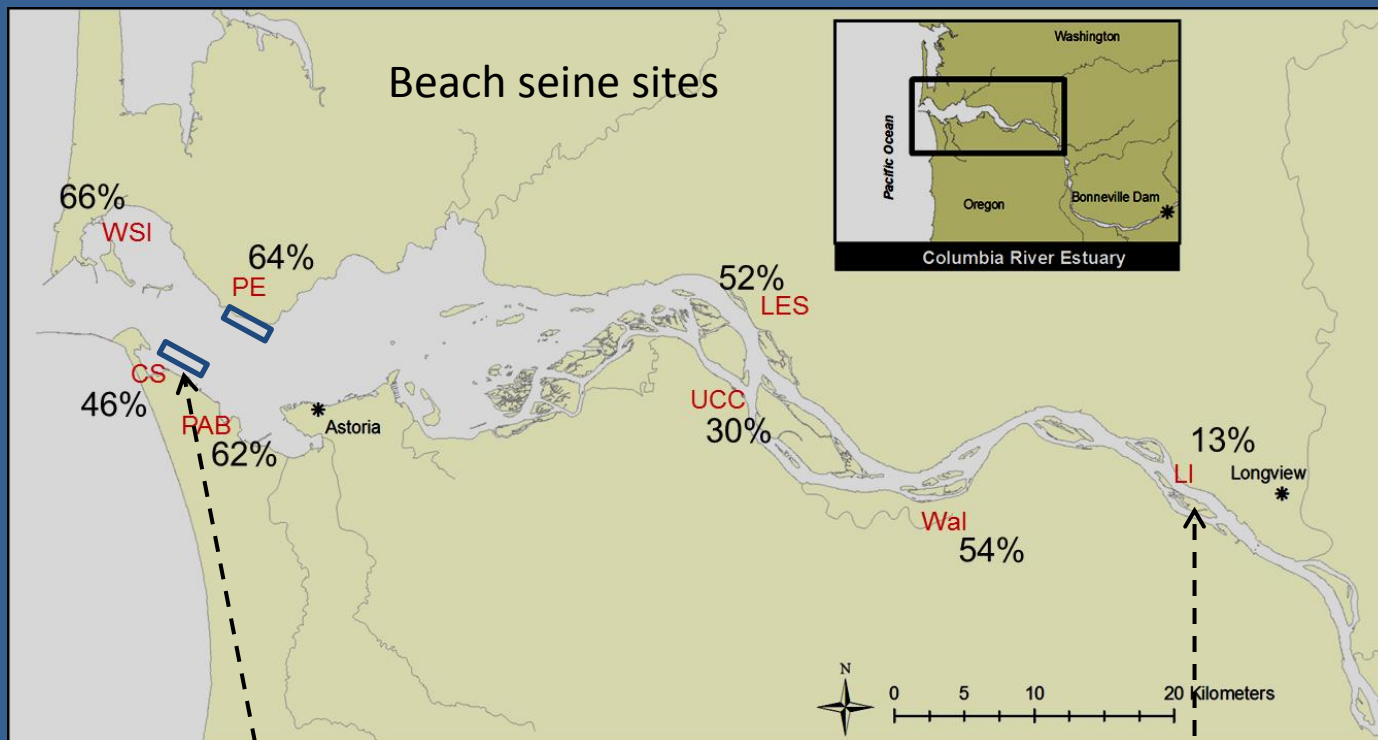 Beach seine sites
Washington
Pacific Ocean
Oregon
Bonneville Dam
Columbia River Estuary
66%
WSI
64%
PE
52%
LES
CS
46%
PAB
62%
Astoria
UCC
30%
13%
LI
Longview
Wal
54%
N
0 5 10 20 Kilometers